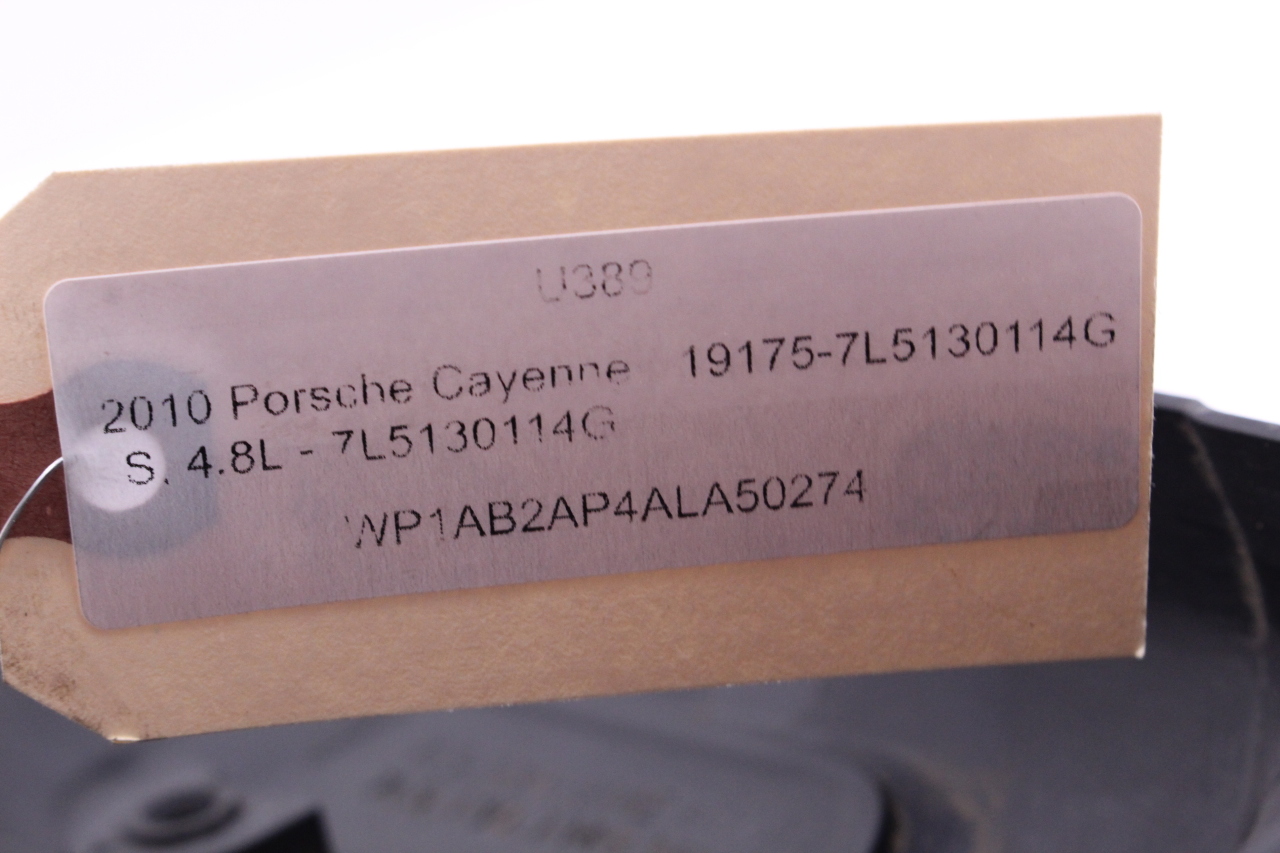 U389
2010 Porsche Cayenne 19175-7L5130114G
S, 4.8L - 7L5130114G
WP1AB2AP4ALA50274